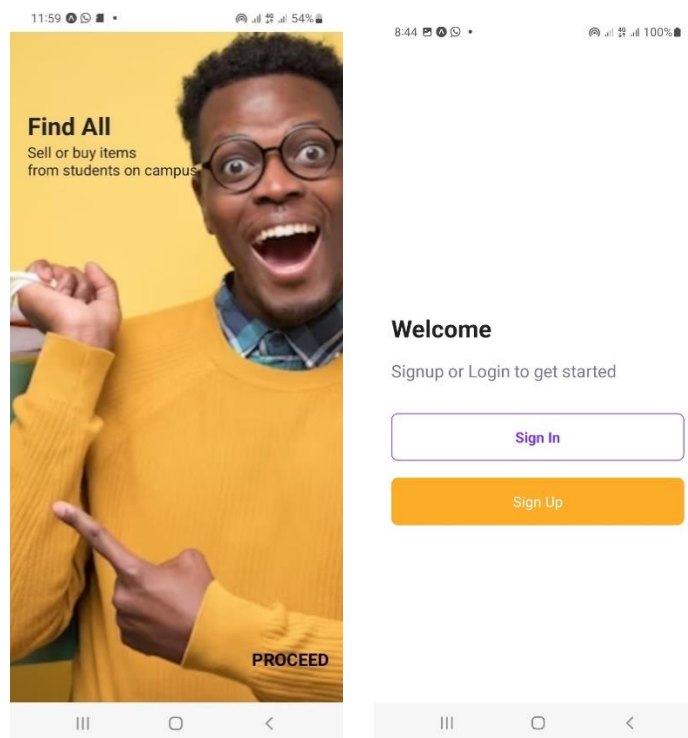 11:59 54%
Find All
Sell or buy items
from students on campus
PROCEED
8:44 4G 100%
Welcome
Signup or Login to get started
Sign In
Sign Up